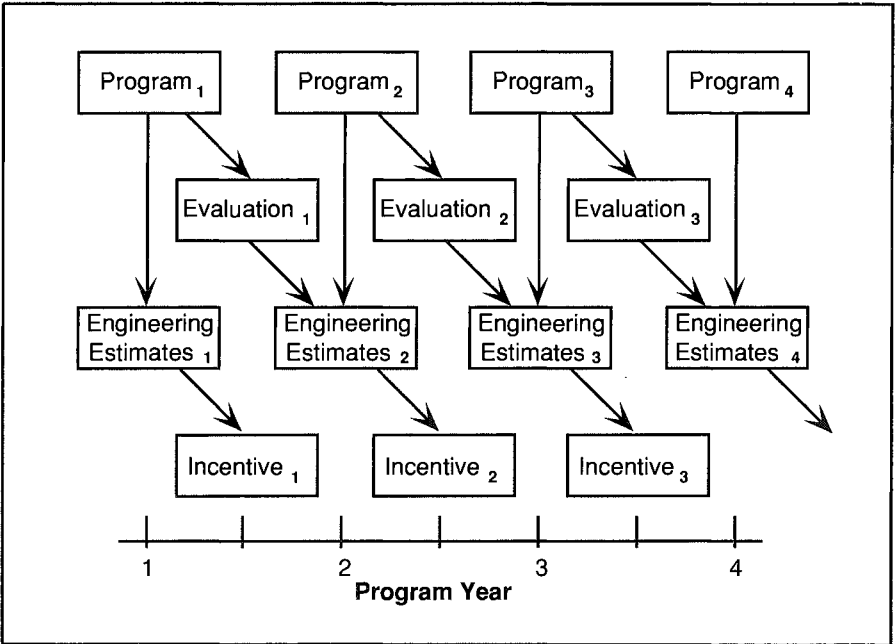 Program 1 Program 2 Program 3 Program 4
Evaluation 1 Evaluation 2 Evaluation 3
Engineering Engineering Engineering Engineering
Estimates 1 Estimates 2 Estimates 3 Estimates 4
Incentive 1 Incentive 2 Incentive 3
1 2 3 4
Program Year